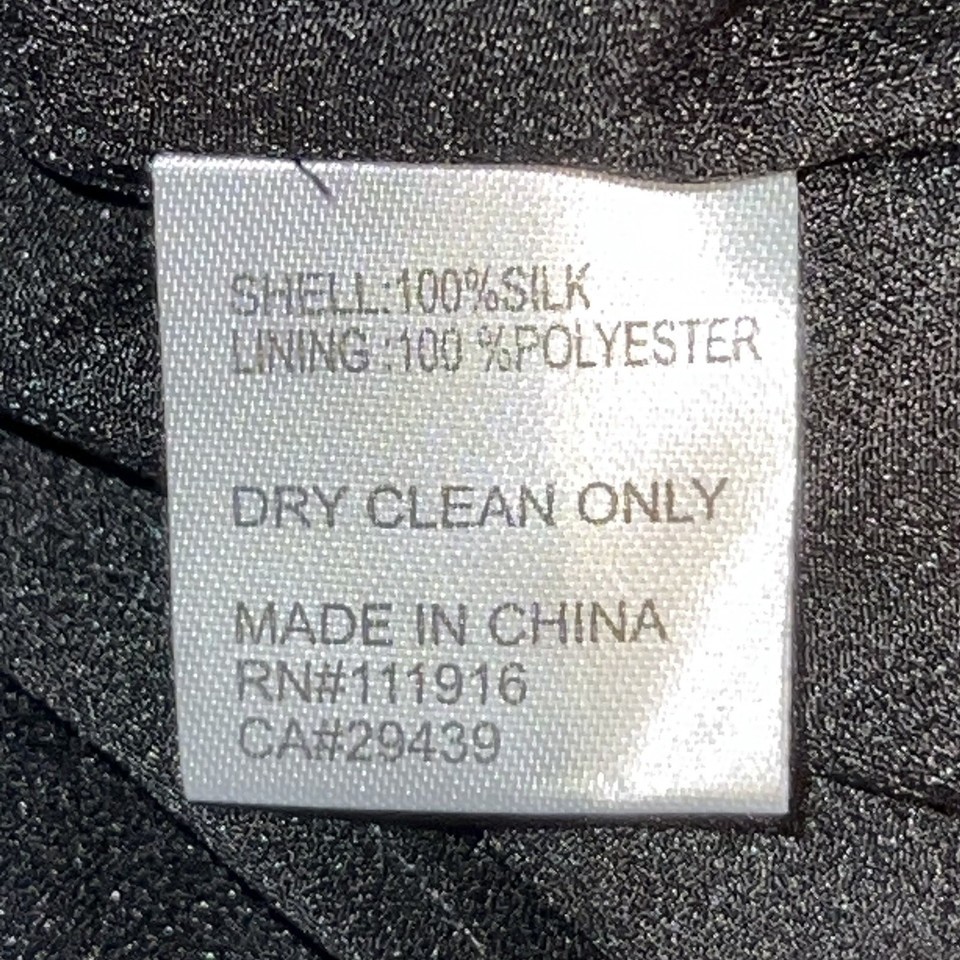 SHELL:100%SILK
LINING :100 %POLYESTER
DRY CLEAN ONLY
MADE IN CHINA
RN#111916
CA#29439